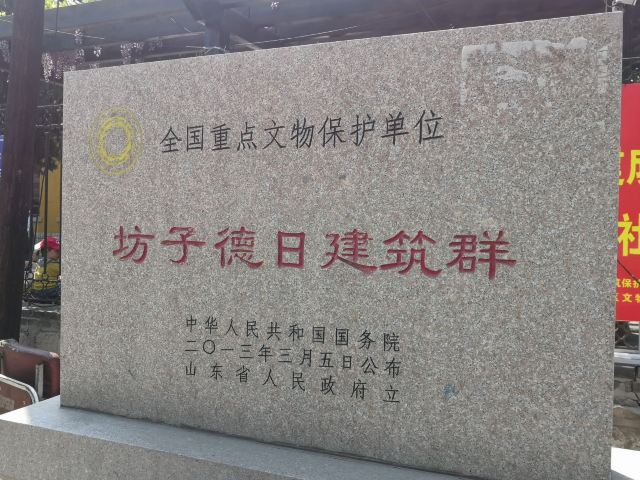 全国重点文物保护单位
坊子德日建筑群
中华人民共和国国务院
二〇一三年三月五日公布
山东省人民政府立
社